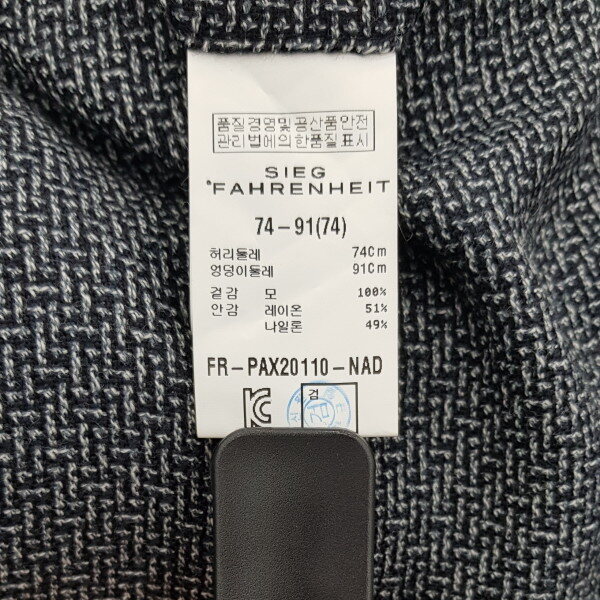 품질경영및공산품안전
관리법에의한품질표시
SIEG
FAHRENHEIT
74-91(74)
허리둘레 74Cm
엉덩이둘레 91Cm
겉감 모 100%
안감 레이온 51%
나일론 49%
FR-PAX20110-NAD
검